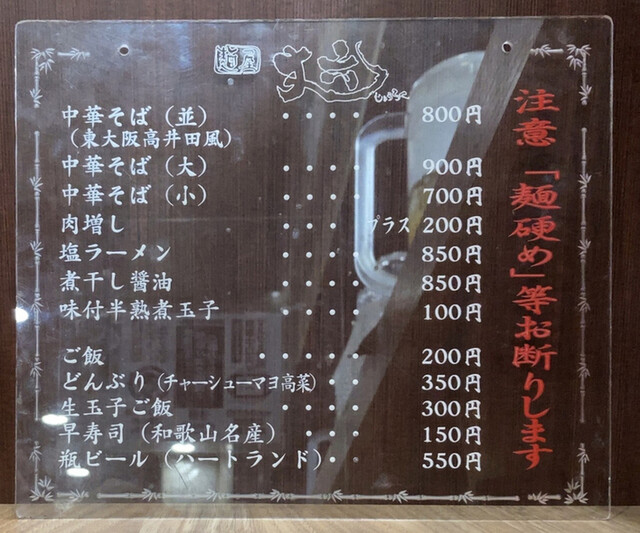 麺屋
じょうらく
中華そば（並）・・・・800円
（東大阪高井田風）
中華そば（大）・・・・900円
中華そば（小）・・・・700円
肉増し・・・・プラス200円
塩ラーメン・・・・850円
煮干し醤油・・・・850円
味付半熟煮玉子・・・・100円
ご飯・・・・・200円
どんぶり（チャーシューマヨ高菜）・・350円
生玉子ご飯・・・・300円
早寿司（和歌山名産）・・・150円
瓶ビール（ハートランド）・・550円
注意「麺硬め」等お断りします